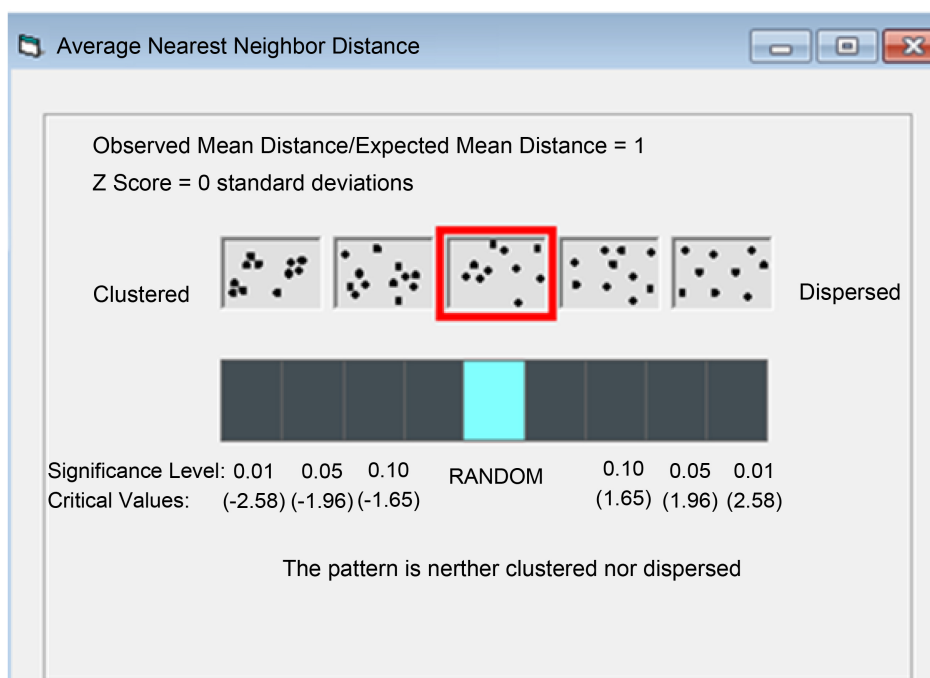 Average Nearest Neighbor Distance
Observed Mean Distance/Expected Mean Distance = 1
Z Score = 0 standard deviations
Clustered
Dispersed
Significance Level: 0.01 0.05 0.10 RANDOM 0.10 0.05 0.01
Critical Values: (-2.58) (-1.96) (-1.65) (1.65) (1.96) (2.58)
The pattern is nerther clustered nor dispersed